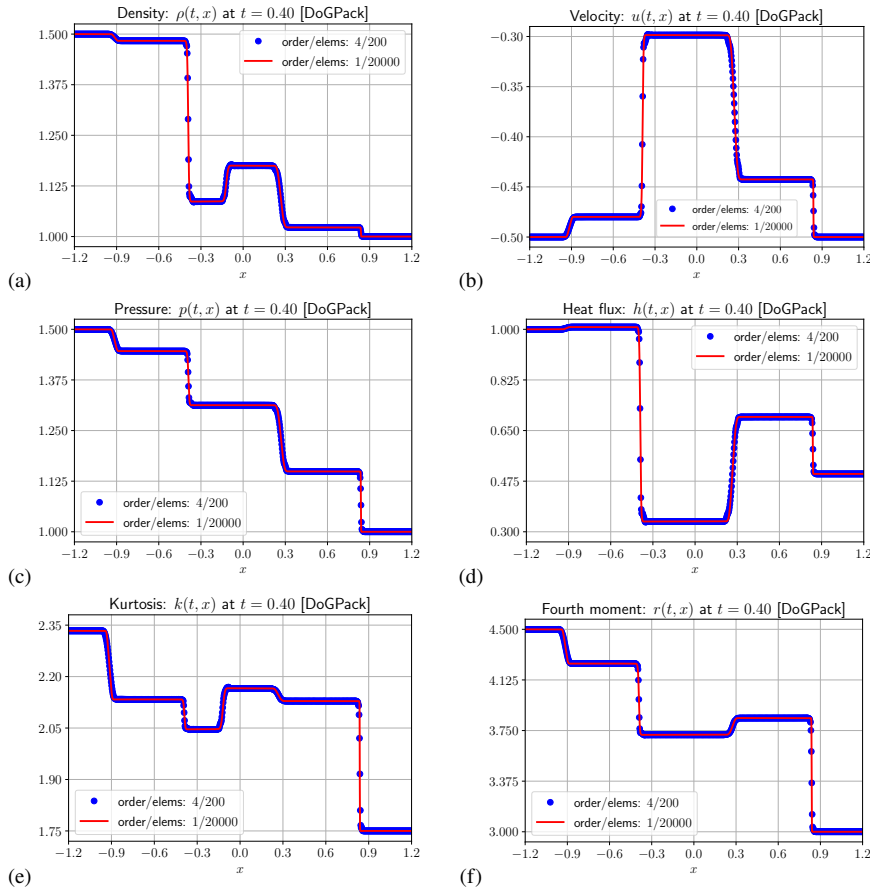 Density: ρ(t, x) at t = 0.40 [DoGPack]
1.500
1.375
1.250
1.125
1.000
order/elems: 4/200
order/elems: 1/20000
−1.2 −0.9 −0.6 −0.3 0.0 0.3 0.6 0.9 1.2
x
(a)
Velocity: u(t, x) at t = 0.40 [DoGPack]
−0.30
−0.35
−0.40
−0.45
−0.50
order/elems: 4/200
order/elems: 1/20000
−1.2 −0.9 −0.6 −0.3 0.0 0.3 0.6 0.9 1.2
x
(b)
Pressure: p(t, x) at t = 0.40 [DoGPack]
1.500
1.375
1.250
1.125
1.000
order/elems: 4/200
order/elems: 1/20000
−1.2 −0.9 −0.6 −0.3 0.0 0.3 0.6 0.9 1.2
x
(c)
Heat flux: h(t, x) at t = 0.40 [DoGPack]
1.000
0.825
0.650
0.475
0.300
order/elems: 4/200
order/elems: 1/20000
−1.2 −0.9 −0.6 −0.3 0.0 0.3 0.6 0.9 1.2
x
(d)
Kurtosis: k(t, x) at t = 0.40 [DoGPack]
2.35
2.20
2.05
1.90
1.75
order/elems: 4/200
order/elems: 1/20000
−1.2 −0.9 −0.6 −0.3 0.0 0.3 0.6 0.9 1.2
x
(e)
Fourth moment: r(t, x) at t = 0.40 [DoGPack]
4.500
4.125
3.750
3.375
3.000
order/elems: 4/200
order/elems: 1/20000
−1.2 −0.9 −0.6 −0.3 0.0 0.3 0.6 0.9 1.2
x
(f)